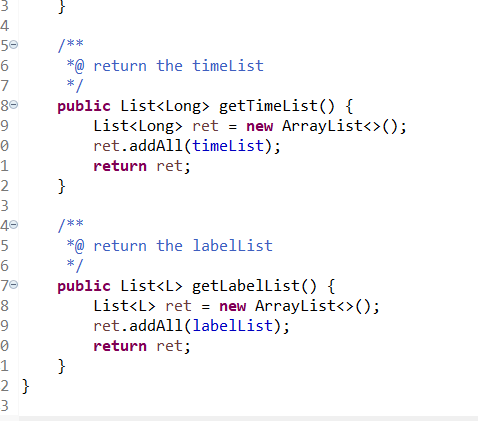 3 }
4
5 /**
6 *@ return the timeList
7 */
8 public List<Long> getTimeList() {
9 List<Long> ret = new ArrayList<>();
0 ret.addAll(timeList);
1 return ret;
2 }
3
4 /**
5 *@ return the labelList
6 */
7 public List<L> getLabelList() {
8 List<L> ret = new ArrayList<>();
9 ret.addAll(labelList);
0 return ret;
1 }
2 }
3